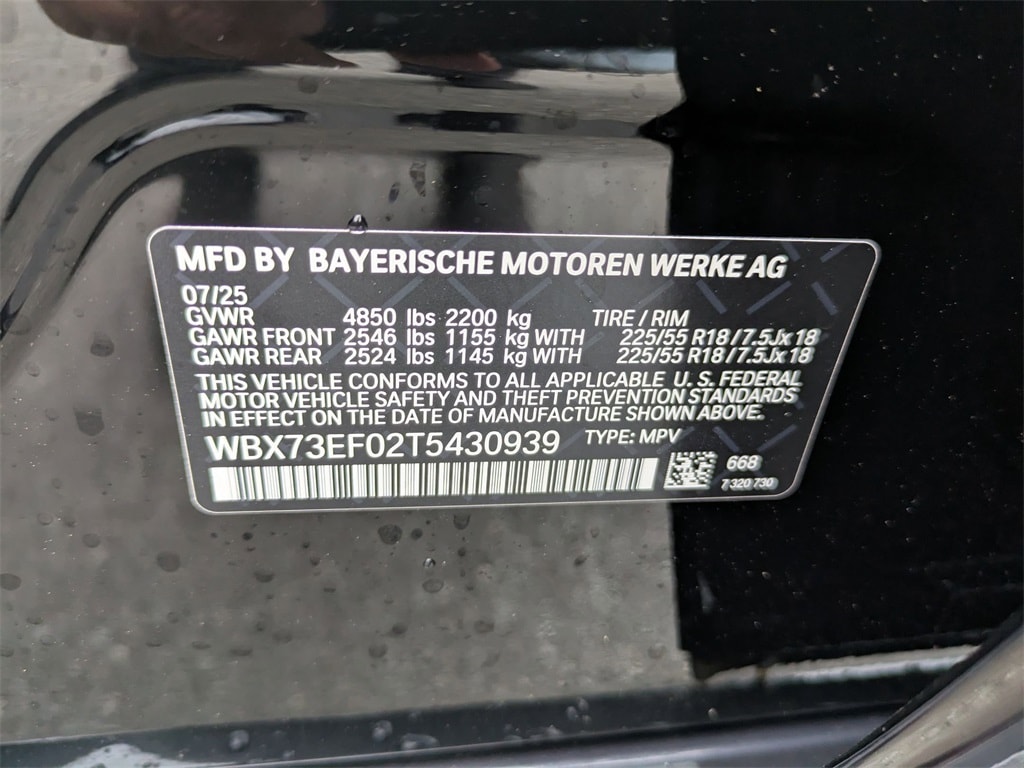 MFD BY BAYERISCHE MOTOREN WERKE AG
07/25
GVWR 4850 lbs 2200 kg TIRE / RIM
GAWR FRONT 2546 lbs 1155 kg WITH 225/55 R18 / 7.5Jx18
GAWR REAR 2524 lbs 1145 kg WITH 225/55 R18 / 7.5Jx18
THIS VEHICLE CONFORMS TO ALL APPLICABLE U. S. FEDERAL
MOTOR VEHICLE SAFETY AND THEFT PREVENTION STANDARDS
IN EFFECT ON THE DATE OF MANUFACTURE SHOWN ABOVE.
WBX73EF02T5430939 TYPE: MPV
668
7 320 730